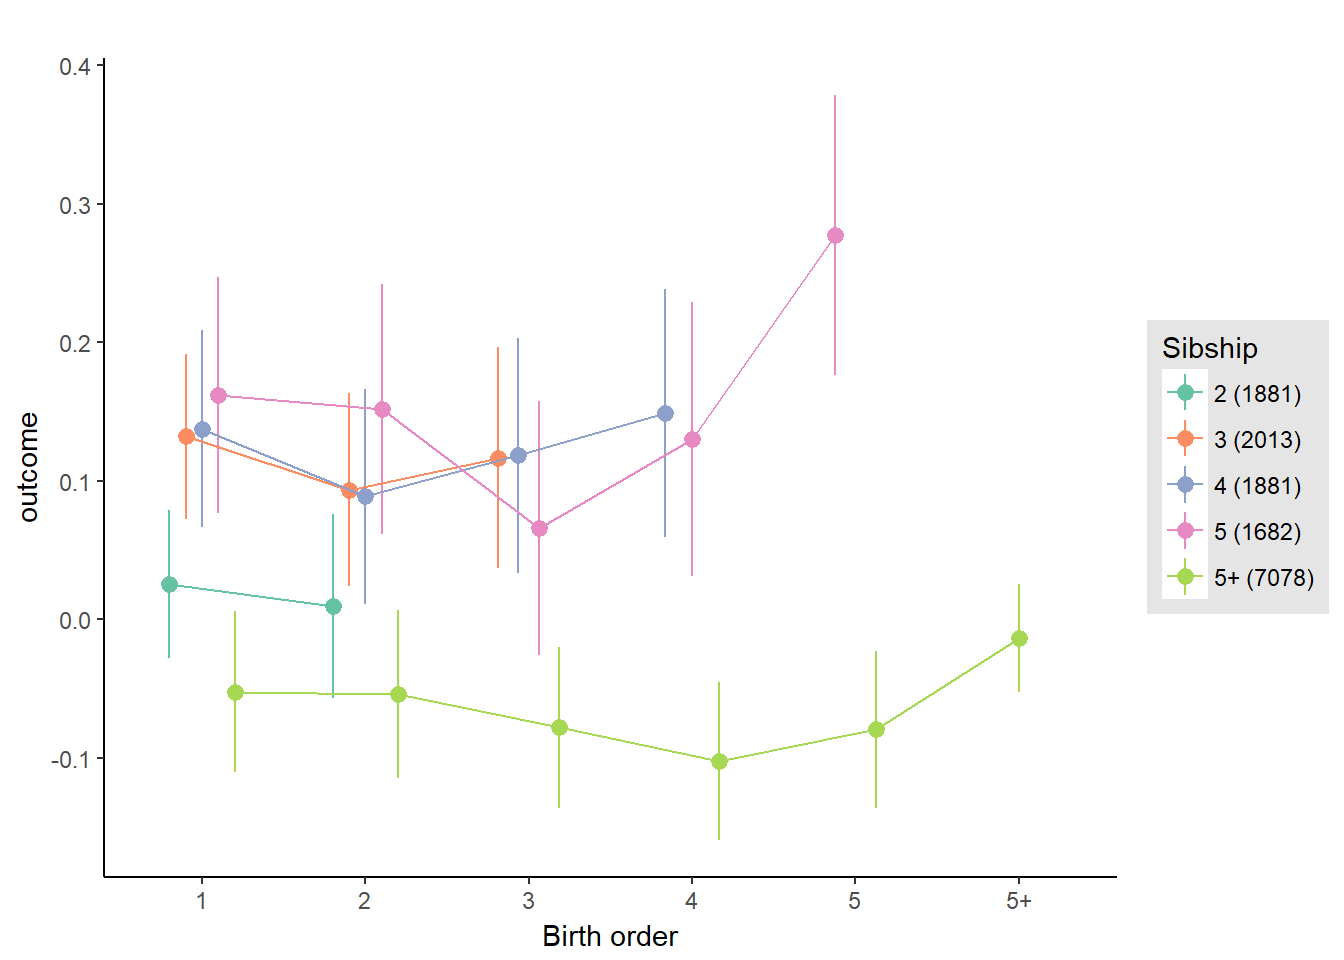 0.4
0.3
0.2
0.1
0.0
-0.1
outcome
1 2 3 4 5 5+
Birth order
Sibship
2 (1881)
3 (2013)
4 (1881)
5 (1682)
5+ (7078)